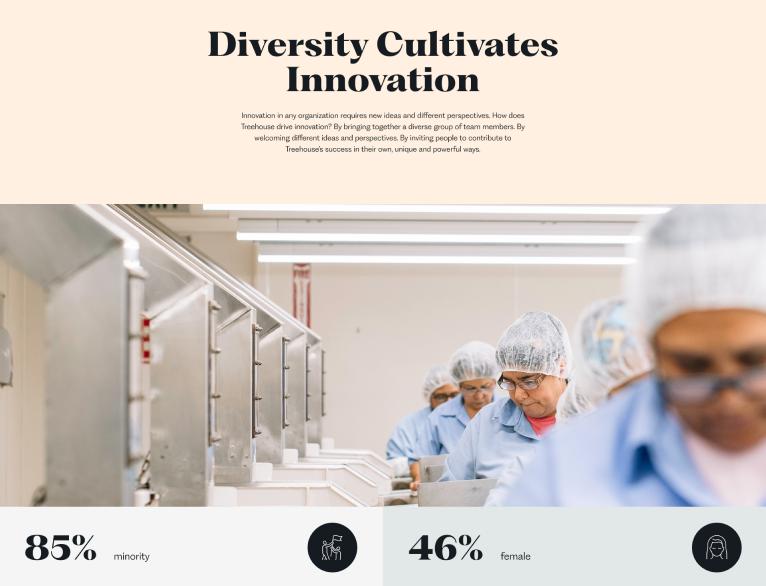 Diversity Cultivates
Innovation
Innovation in any organization requires new ideas and different perspectives. How does
Treehouse drive innovation? By bringing together a diverse group of team members. By
welcoming different ideas and perspectives. By inviting people to contribute to
Treehouse's success in their own, unique and powerful ways.
FIRE
85% minority
46% female